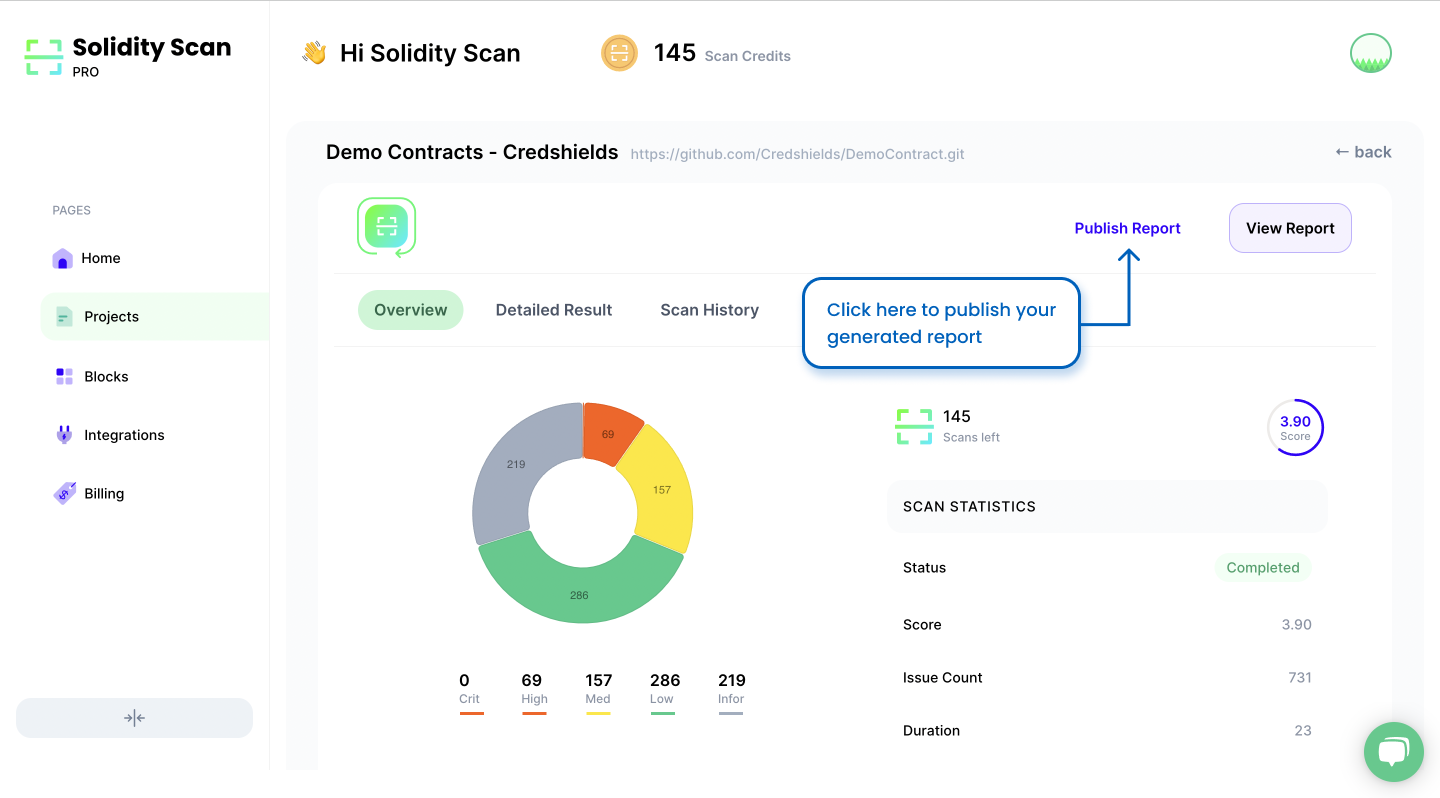 Solidity Scan
PRO
Hi Solidity Scan
145 Scan Credits
Demo Contracts - Credshields https://github.com/Credshields/DemoContract.git
← back
Publish Report
View Report
PAGES
Home
Projects
Blocks
Integrations
Billing
Overview
Detailed Result
Scan History
Click here to publish your
generated report
69
219
157
286
0 69 157 286 219
Crit High Med Low Infor
145
Scans left
3.90
Score
SCAN STATISTICS
Status Completed
Score 3.90
Issue Count 731
Duration 23